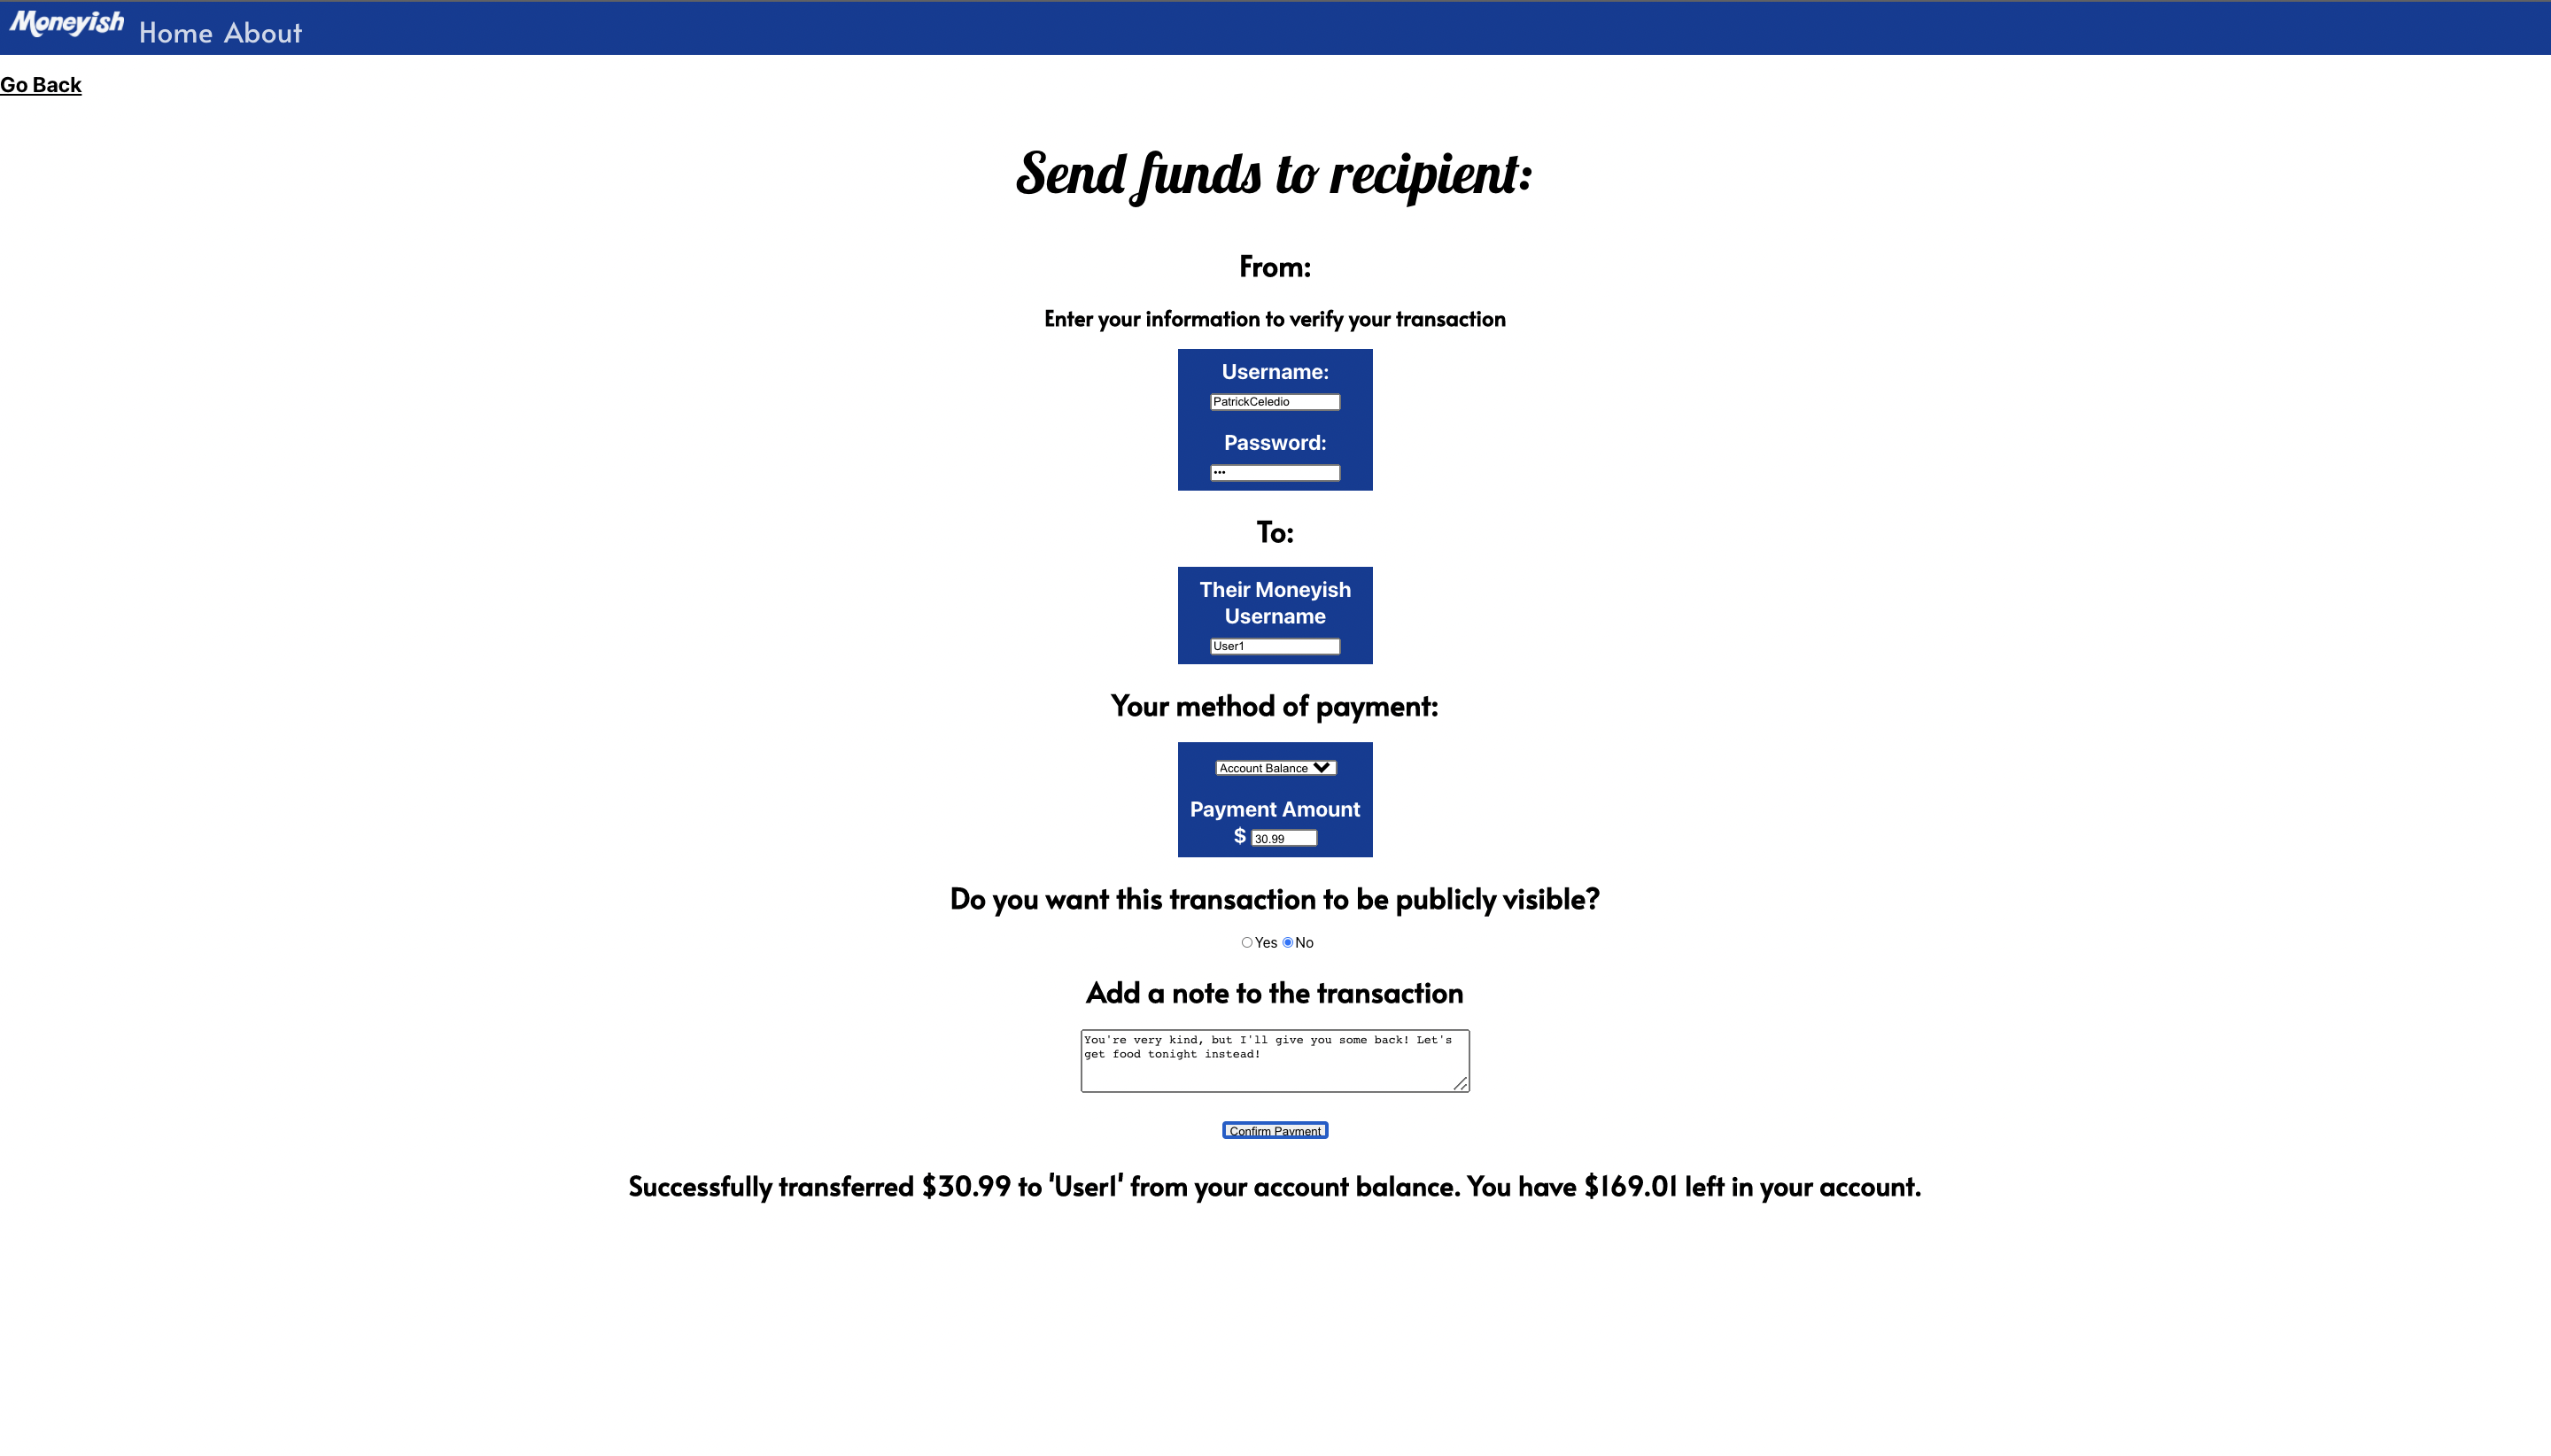 Moneyish Home About
Go Back
Send funds to recipient:
From:
Enter your information to verify your transaction
Username:
PatrickCeledio
Password:
•••
To:
Their Moneyish
Username
User1
Your method of payment:
Account Balance
Payment Amount
$ 30.99
Do you want this transaction to be publicly visible?
Yes No
Add a note to the transaction
You're very kind, but I'll give you some back! Let's
get food tonight instead!
Confirm Payment
Successfully transferred $30.99 to 'User1' from your account balance. You have $169.01 left in your account.